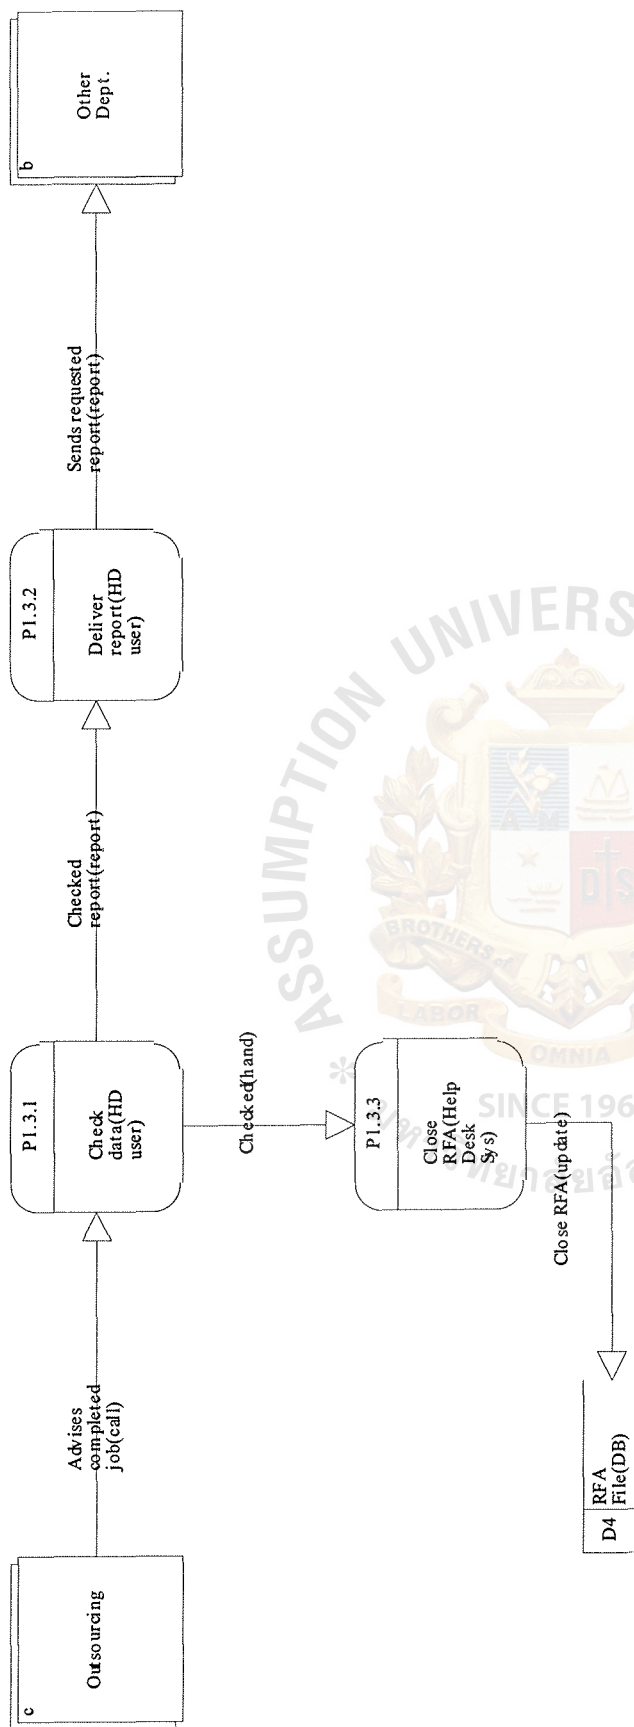 c
Outsourcing
Advises
completed
job(call)
P1.3.1
Check
data(HD
user)
Checked
report(report)
P1.3.2
Deliver
report(HD
user)
Sends requested
report(report)
b
Other
Dept.
Checked(hand)
P1.3.3
Close
RFA(Help
Desk
Sys)
Close RFA(update)
D4
RFA
File(DB)
ASSUMPTION UNIVERS
A M
D S
BROTHERS of
LABOR
OMNIA
SINCE 196